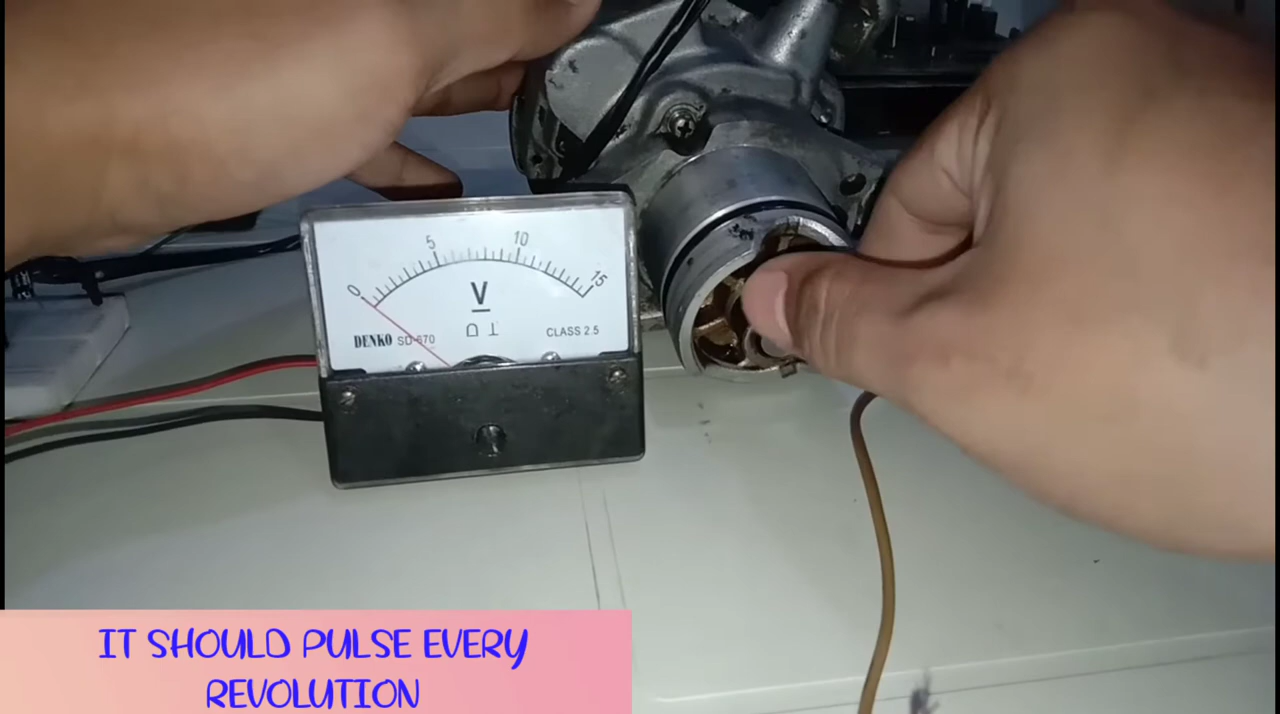 0 5 10 15
V
DENKO SD-670 CLASS 2.5
IT SHOULD PULSE EVERY
REVOLUTION